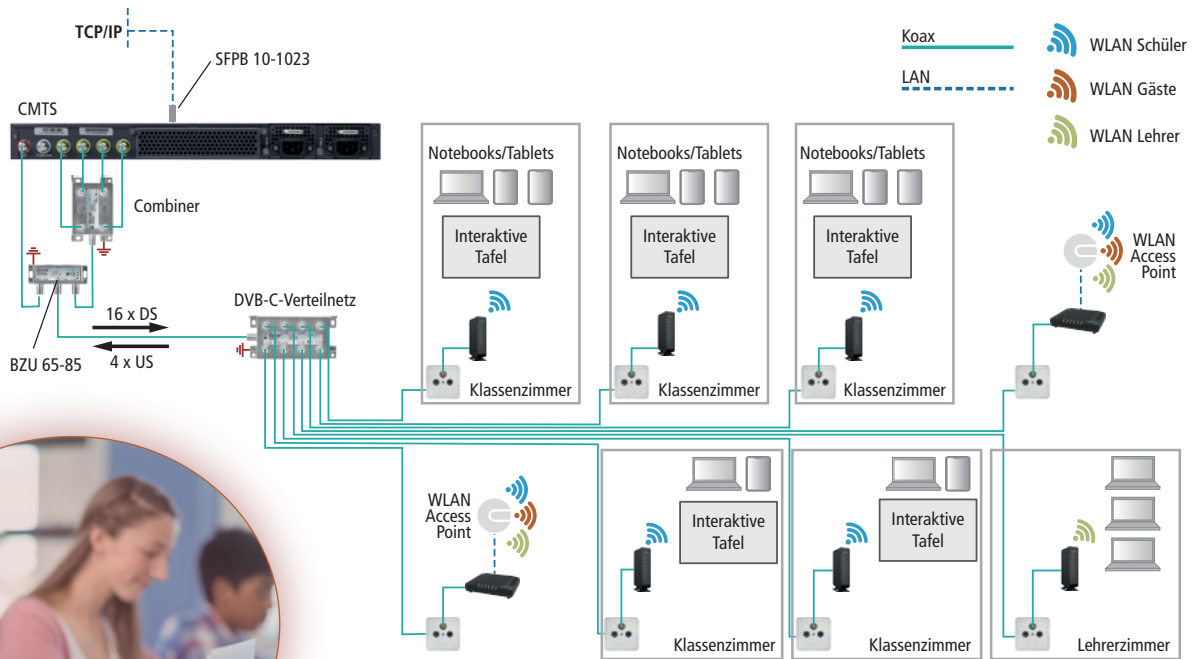 TCP/IP
SFPB 10-1023
CMTS
Combiner
BZU 65-85
16 x DS
4 x US
DVB-C-Verteilnetz
Koax
LAN
WLAN Schüler
WLAN Gäste
WLAN Lehrer
Notebooks/Tablets
Interaktive
Tafel
Klassenzimmer
Notebooks/Tablets
Interaktive
Tafel
Klassenzimmer
Notebooks/Tablets
Interaktive
Tafel
Klassenzimmer
WLAN
Access
Point
WLAN
Access
Point
Interaktive
Tafel
Klassenzimmer
Interaktive
Tafel
Klassenzimmer
Lehrerzimmer